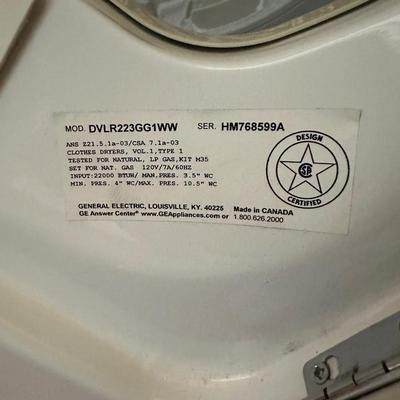 MOD. DVLR223GG1WW SER. HM768599A
ANS Z21.5.1a-03/CSA 7.1a-03
CLOTHES DRYERS, VOL.1,TYPE 1
TESTED FOR NATURAL, LP GAS,KIT M35
SET FOR NAT. GAS 120V/7A/60HZ
INPUT:22000 BTUH/ MAN.PRES. 3.5" WC
MIN. PRES. 4" WC/MAX. PRES. 10.5" WC
DESIGN
CERTIFIED
GENERAL ELECTRIC, LOUISVILLE, KY. 40225 Made in CANADA
GE Answer Center® www.GEAppliances.com or 1.800.626.2000